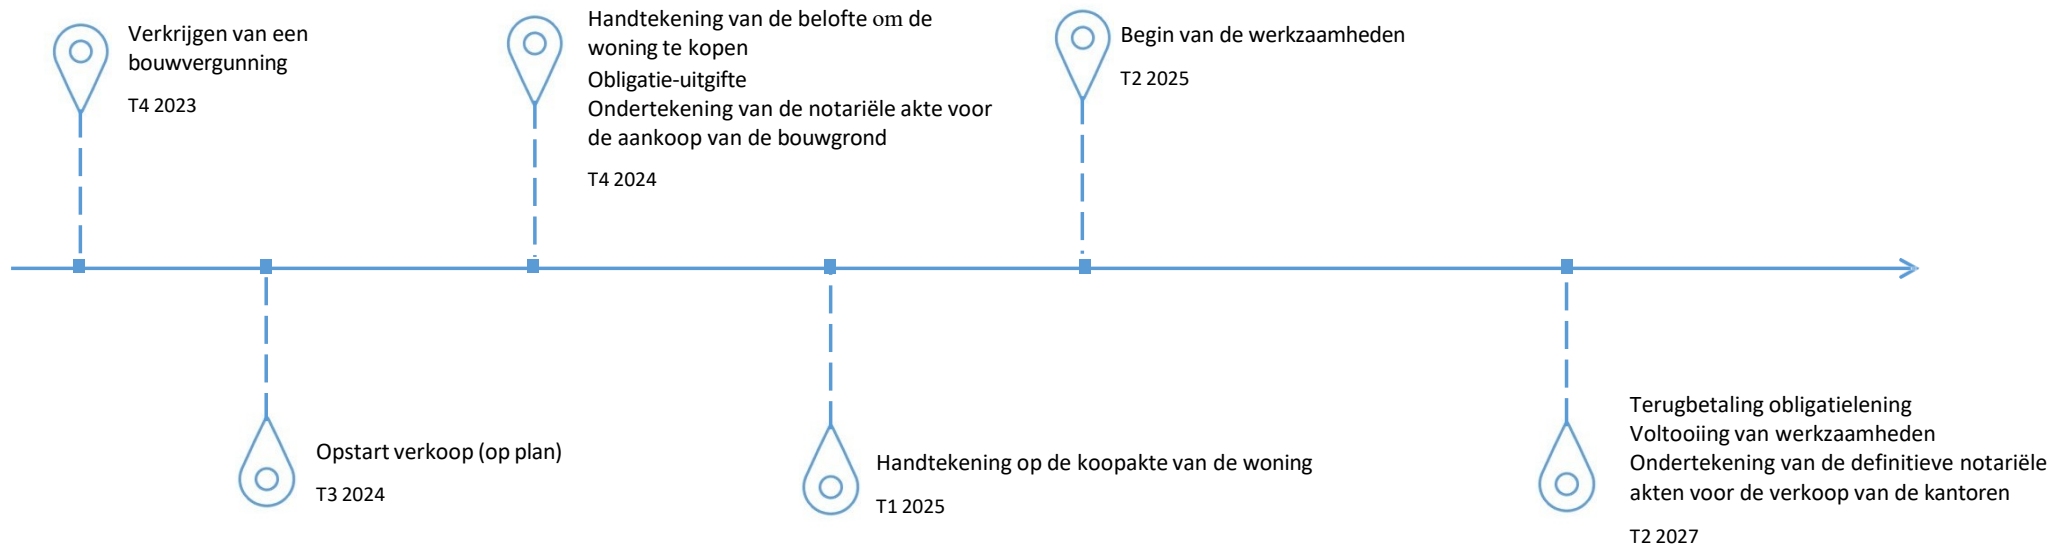 Verkrijgen van een
bouwvergunning
T4 2023
Handtekening van de belofte om de
woning te kopen
Obligatie-uitgifte
Ondertekening van de notariële akte voor
de aankoop van de bouwgrond
T4 2024
Begin van de werkzaamheden
T2 2025
Opstart verkoop (op plan)
T3 2024
Handtekening op de koopakte van de woning
T1 2025
Terugbetaling obligatielening
Voltooiing van werkzaamheden
Ondertekening van de definitieve notariële
akten voor de verkoop van de kantoren
T2 2027